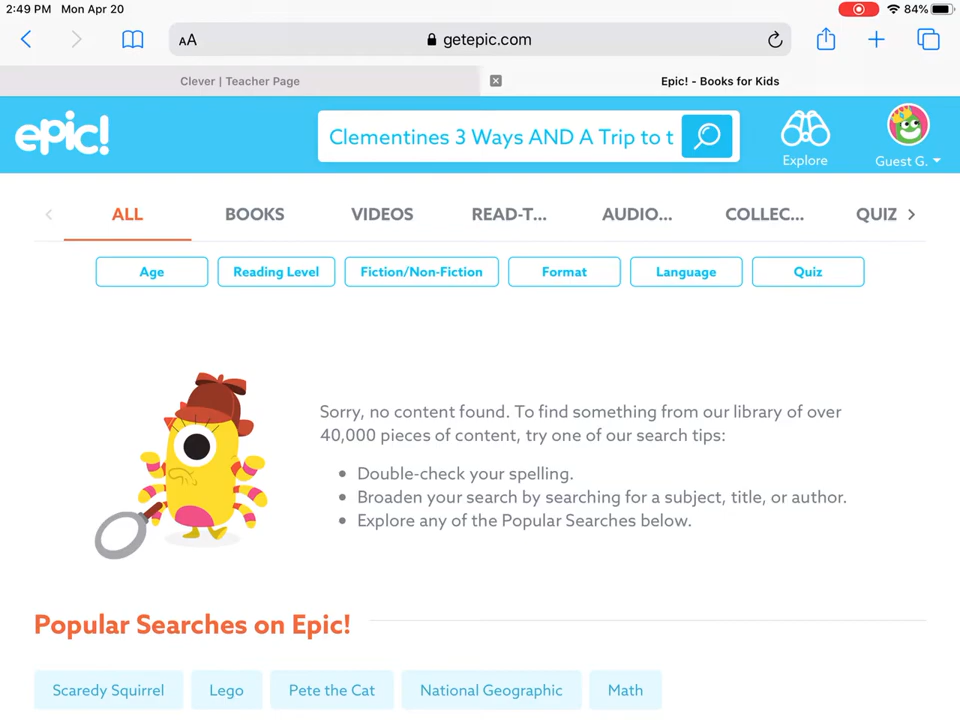 2:49 PM Mon Apr 20
84%
AA
getepic.com
Clever | Teacher Page
Epic! - Books for Kids
epic!
Clementines 3 Ways AND A Trip to t
Explore
Guest G.
ALL
BOOKS
VIDEOS
READ-T...
AUDIO...
COLLEC...
QUIZ
Age
Reading Level
Fiction/Non-Fiction
Format
Language
Quiz
Sorry, no content found. To find something from our library of over
40,000 pieces of content, try one of our search tips:
Double-check your spelling.
Broaden your search by searching for a subject, title, or author.
Explore any of the Popular Searches below.
Popular Searches on Epic!
Scaredy Squirrel
Lego
Pete the Cat
National Geographic
Math